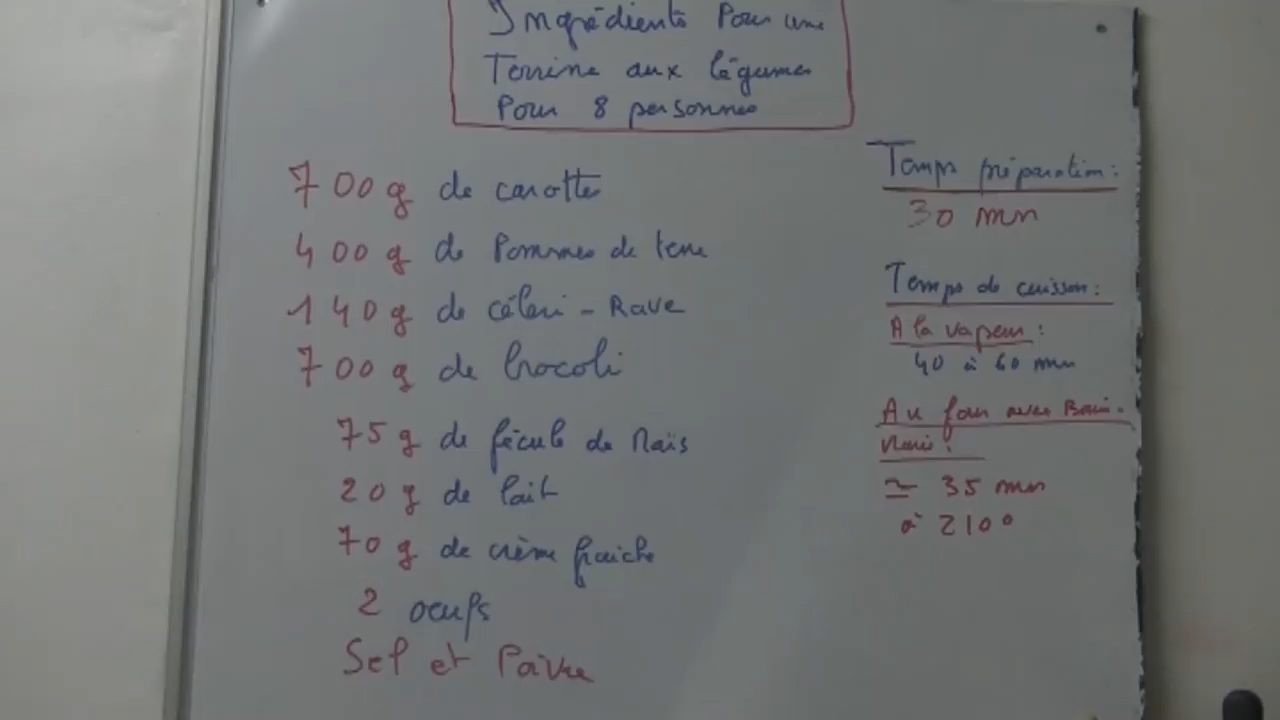 Ingrédients Pour une
Terrine aux légumes
Pour 8 personnes
700 g de carottes
400 g de Pommes de terre
140 g de céleri - Rave
700 g de brocoli
75 g de fécule de Maïs
20 g de lait
70 g de crème fraiche
2 oeufs
Sel et Poivre
Temps préparation :
30 mn
Temps de cuisson :
A la vapeur :
40 à 60 mn
Au four avec Bain-
Marie :
≃ 35 mn
à 210°